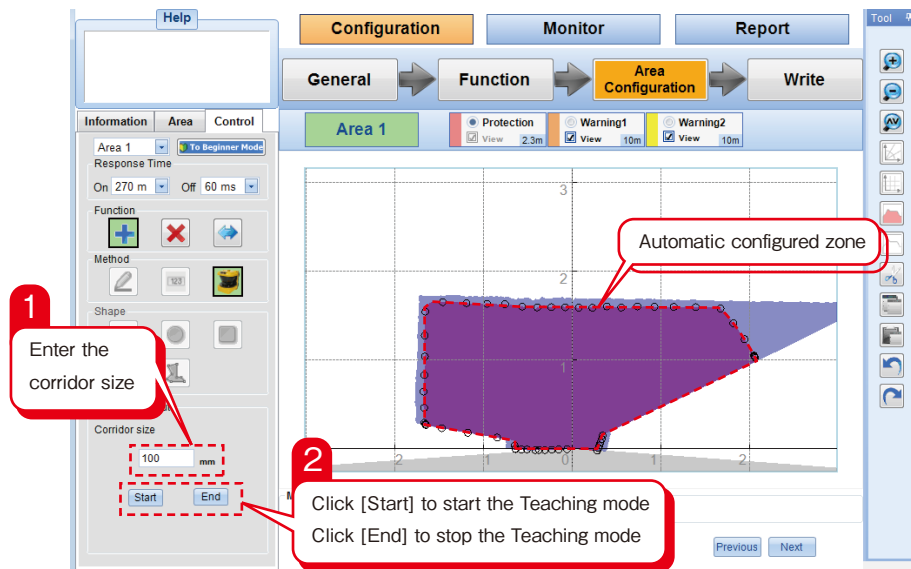 Help
Configuration
Monitor
Report
Tool
General
Function
Area
Configuration
Write
Information
Area
Control
Area 1
To Beginner Mode
Response Time
On 270 m
Off 60 ms
Function
Method
123
Shape
Area 1
Protection
View
2.3m
Warning1
View
10m
Warning2
View
10m
3
2
1
2
1
0
1
2
Automatic configured zone
1
Enter the
corridor size
Corridor size
100
mm
Start
End
2
Click [Start] to start the Teaching mode
Click [End] to stop the Teaching mode
Previous
Next